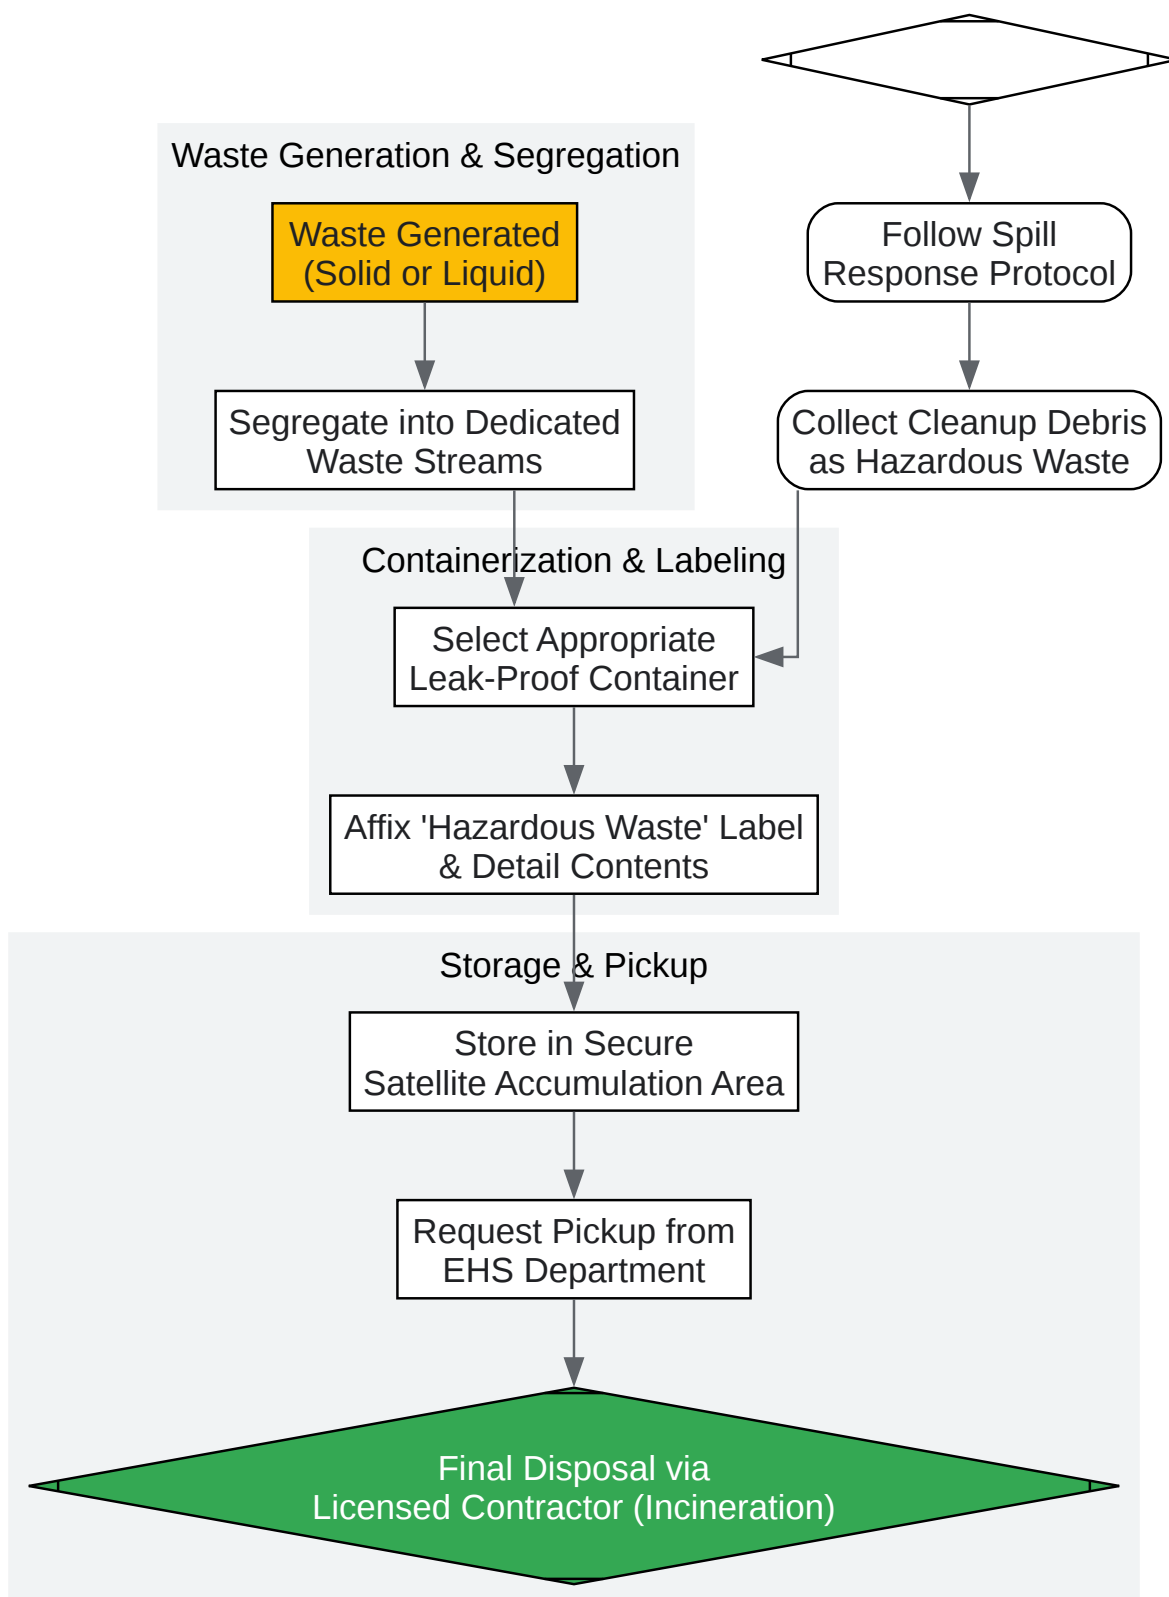 Waste Generation & Segregation
Waste Generated
(Solid or Liquid)
Segregate into Dedicated
Waste Streams
Follow Spill
Response Protocol
Collect Cleanup Debris
as Hazardous Waste
Containerization & Labeling
Select Appropriate
Leak-Proof Container
Affix 'Hazardous Waste' Label
& Detail Contents
Storage & Pickup
Store in Secure
Satellite Accumulation Area
Request Pickup from
EHS Department
Final Disposal via
Licensed Contractor (Incineration)